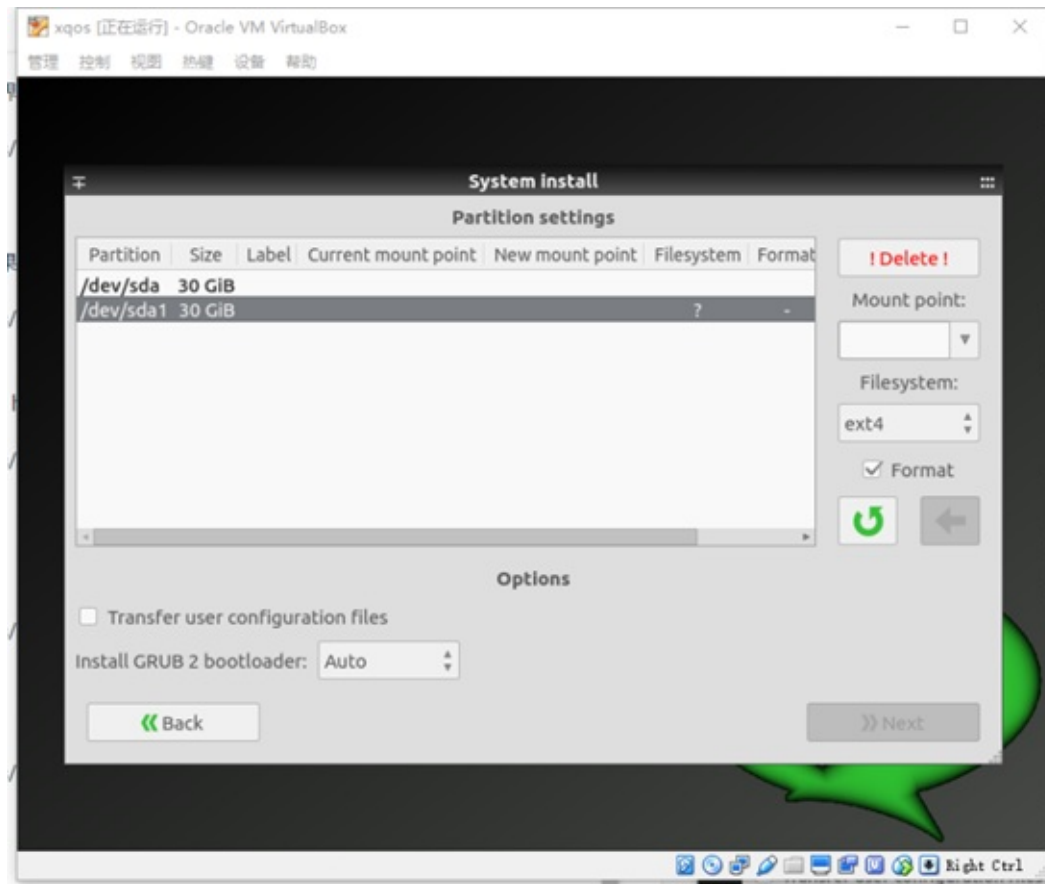 xqos [正在运行] - Oracle VM VirtualBox
管理 控制 视图 热键 设备 帮助
System install
Partition settings
Partition Size Label Current mount point New mount point Filesystem Format
! Delete !
/dev/sda 30 GiB
/dev/sda1 30 GiB ? -
Mount point:
Filesystem:
ext4
Format
Options
Transfer user configuration files
Install GRUB 2 bootloader: Auto
Back
Next
Right Ctrl